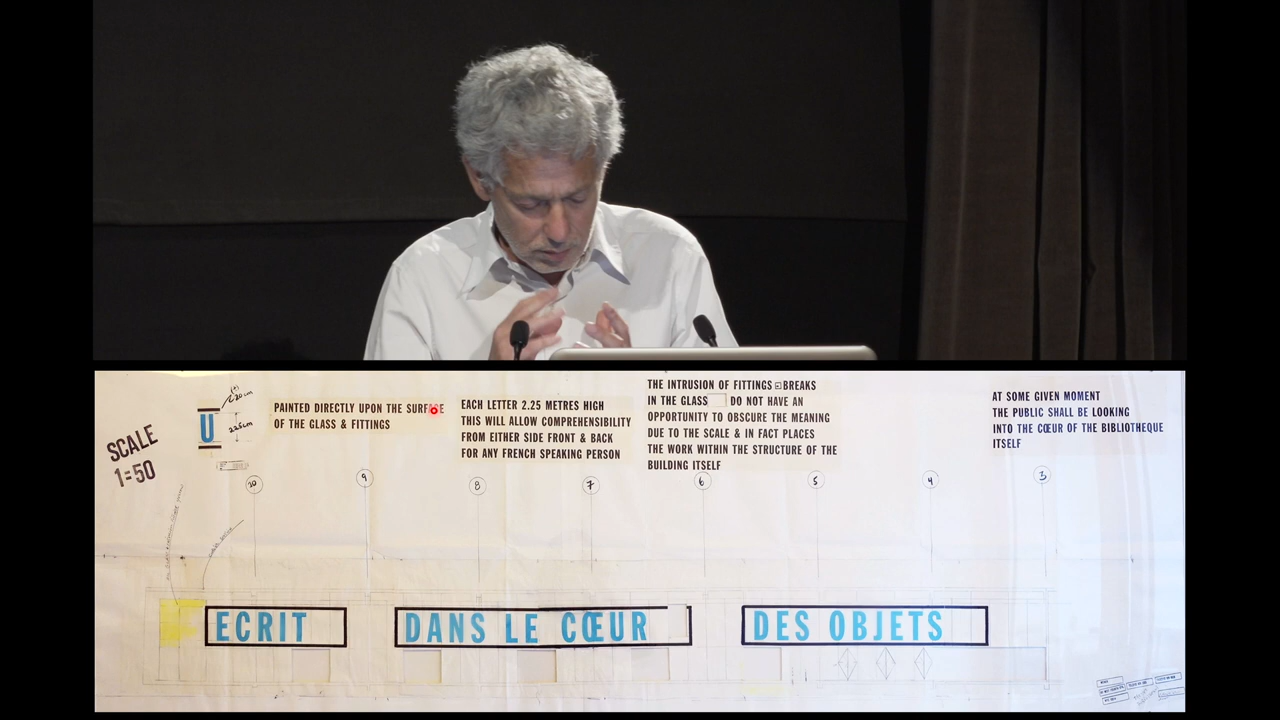 SCALE
1=50
U
PAINTED DIRECTLY UPON THE
OF THE GLASS & FITTINGS
EACH LETTER 2.25 METRES HIGH
THIS WILL ALLOW COMPREHENSIBILITY
FROM EITHER SIDE FRONT & BACK
FOR ANY FRENCH SPEAKING PERSON
THE INTRUSION OF FITTINGS BREAKS
IN THE GLASS DO NOT HAVE AN
OPPORTUNITY TO OBSCURE THE MEANING
DUE TO THE SCALE & IN FACT PLACES
THE WORK WITHIN THE STRUCTURE OF THE
BUILDING ITSELF
AT SOME GIVEN MOMENT
THE PUBLIC SHALL BE LOOKING
INTO THE CŒUR OF THE BIBLIOTHEQUE
ITSELF
10 9 8 7 6 5 4 3
ECRIT DANS LE CŒUR DES OBJETS